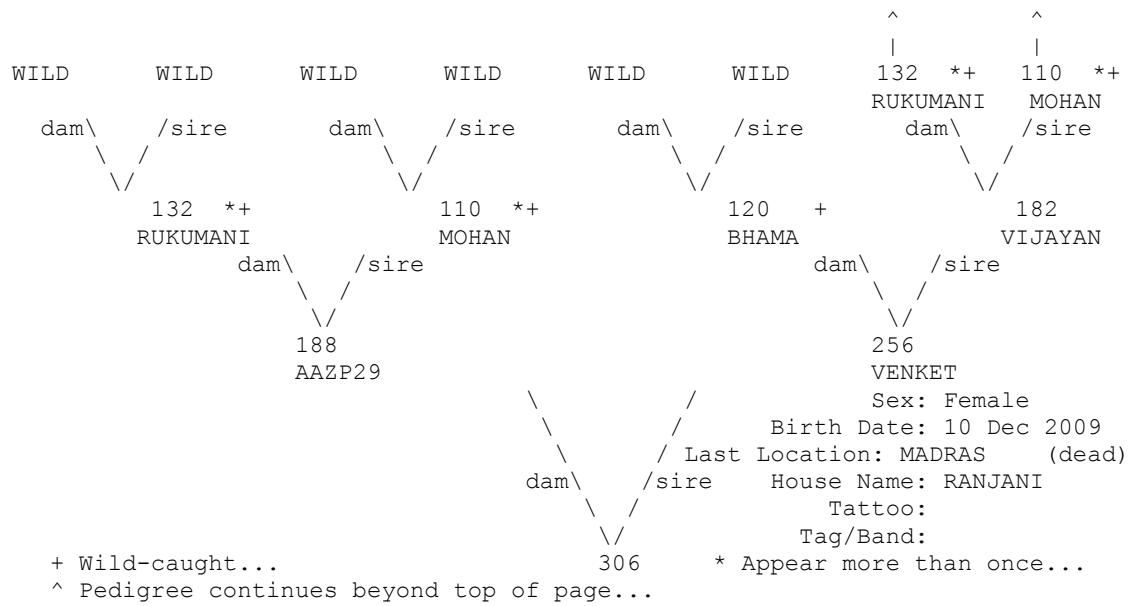 ^ ^
| |
WILD WILD WILD WILD WILD WILD 132 *+ 110 *+
RUKUMANI MOHAN
dam\ /sire dam\ /sire dam\ /sire dam\ /sire
\ / \ / \ / \ /
\/ \/ \/ \/
132 *+ 110 *+ 120 + 182
RUKUMANI MOHAN BHAMA VIJAYAN
dam\ /sire dam\ /sire
\ / \ /
\/ \/
188 256
AAZP29 VENKET
\ / Sex: Female
\ / Birth Date: 10 Dec 2009
\ / Last Location: MADRAS (dead)
dam\ /sire House Name: RANJANI
\ / Tattoo:
\/ Tag/Band:
+ Wild-caught... 306 * Appear more than once...
^ Pedigree continues beyond top of page...